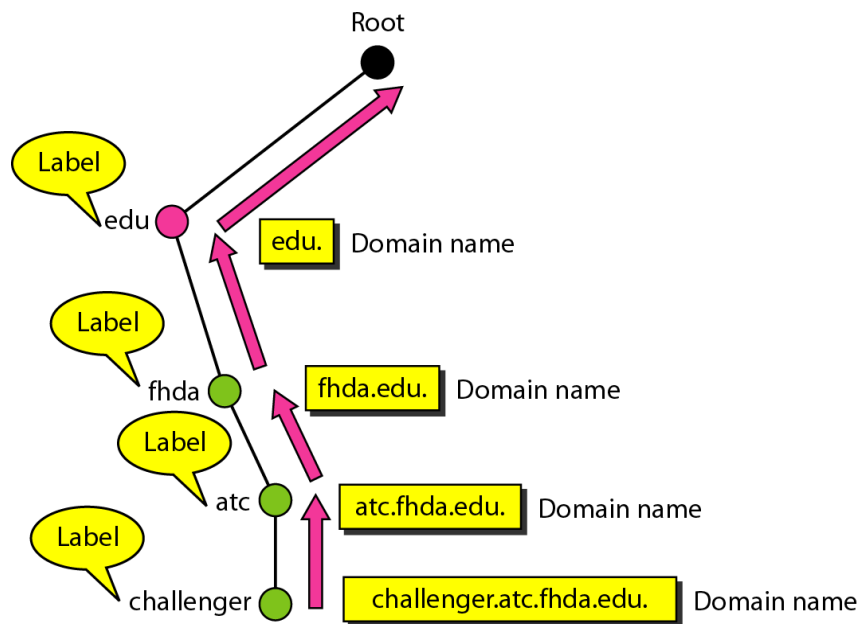 Root
Label
edu
edu. Domain name
Label
fhda
fhda.edu. Domain name
Label
atc
atc.fhda.edu. Domain name
Label
challenger
challenger.atc.fhda.edu. Domain name